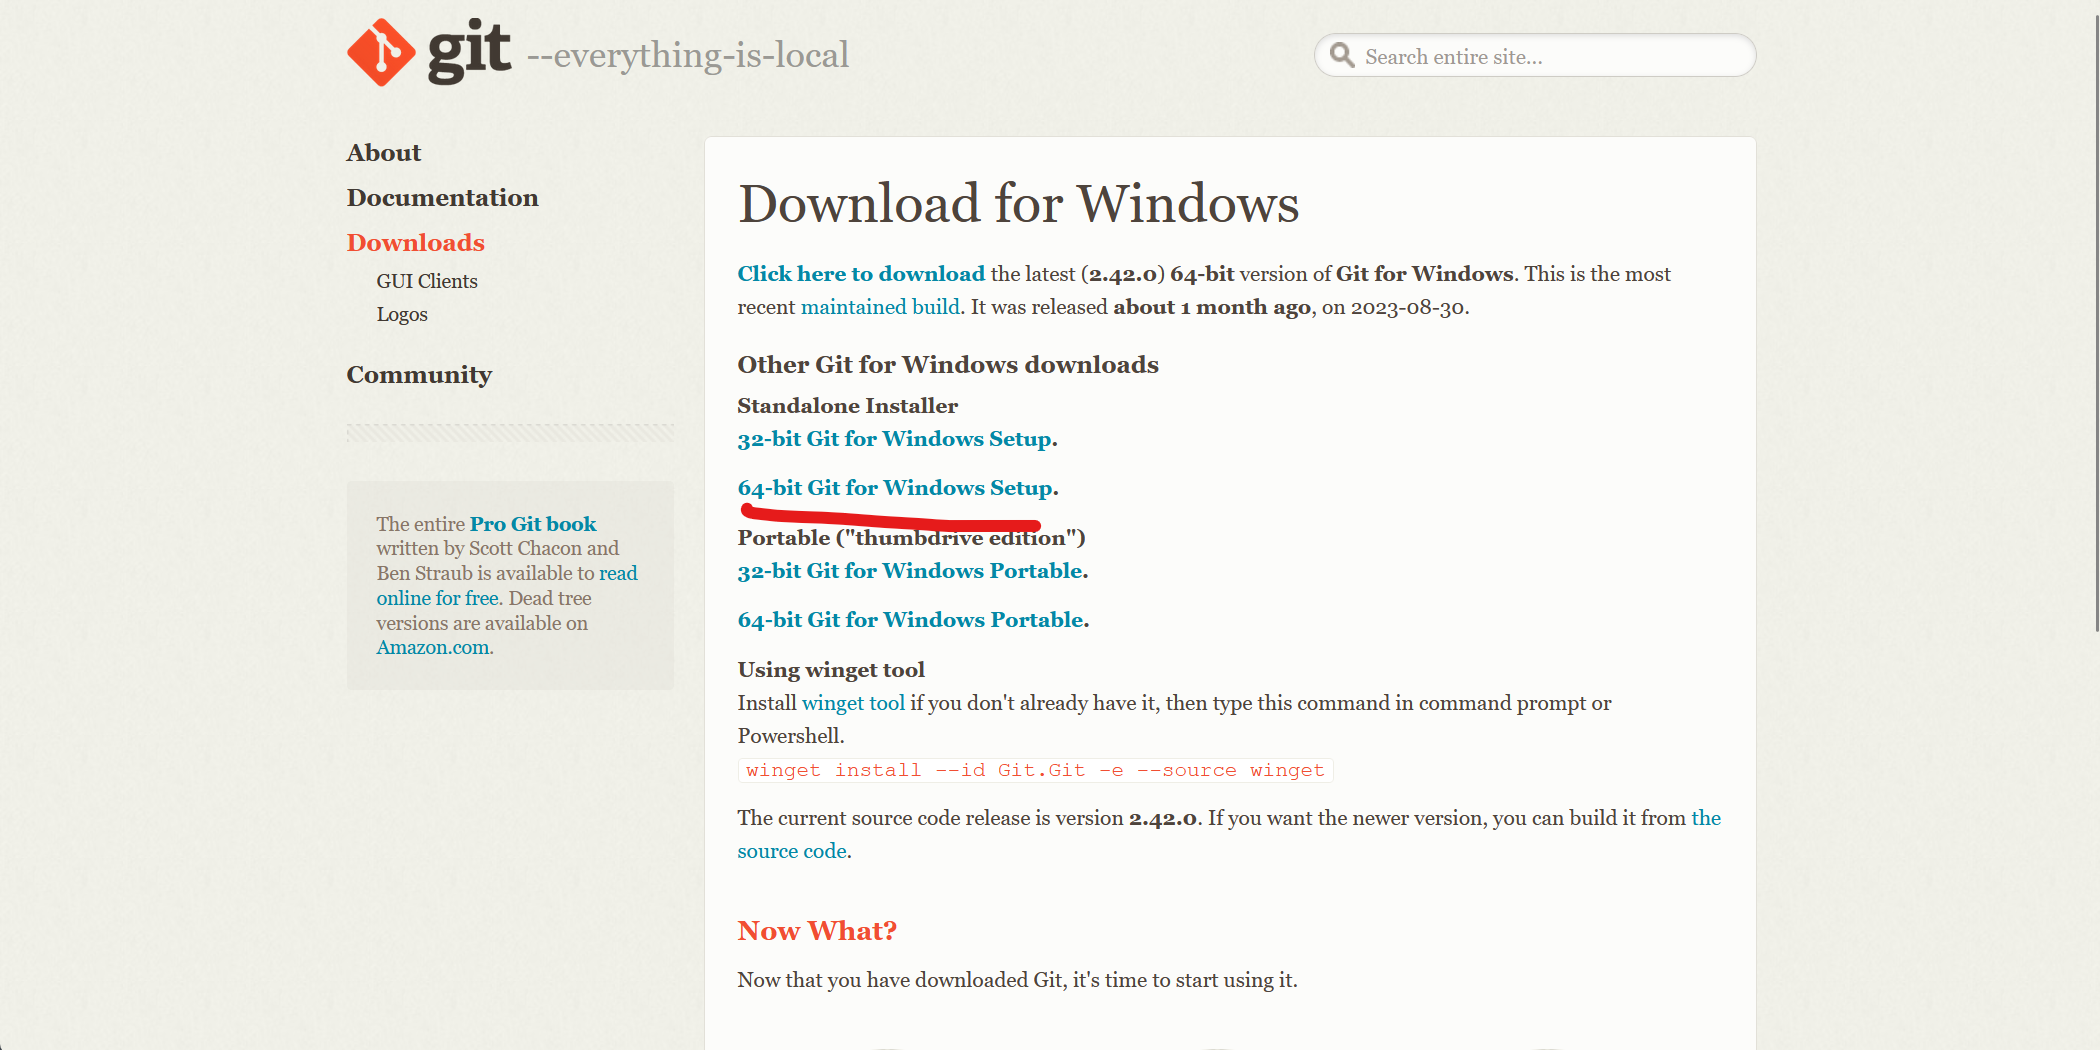 git --everything-is-local
Search entire site...
About
Documentation
Downloads
GUI Clients
Logos
Community
The entire Pro Git book
written by Scott Chacon and
Ben Straub is available to read
online for free. Dead tree
versions are available on
Amazon.com.
Download for Windows
Click here to download the latest (2.42.0) 64-bit version of Git for Windows. This is the most
recent maintained build. It was released about 1 month ago, on 2023-08-30.
Other Git for Windows downloads
Standalone Installer
32-bit Git for Windows Setup.
64-bit Git for Windows Setup.
Portable ("thumbdrive edition")
32-bit Git for Windows Portable.
64-bit Git for Windows Portable.
Using winget tool
Install winget tool if you don't already have it, then type this command in command prompt or
Powershell.
winget install --id Git.Git -e --source winget
The current source code release is version 2.42.0. If you want the newer version, you can build it from the
source code.
Now What?
Now that you have downloaded Git, it's time to start using it.